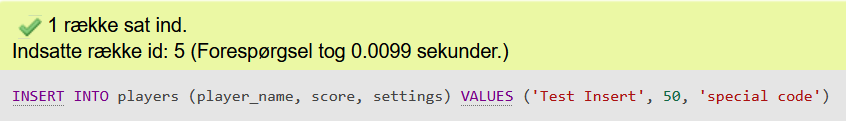 1 række sat ind.
Indsatte række id: 5 (Forespørgsel tog 0.0099 sekunder.)
INSERT INTO players (player_name, score, settings) VALUES ('Test Insert', 50, 'special code')